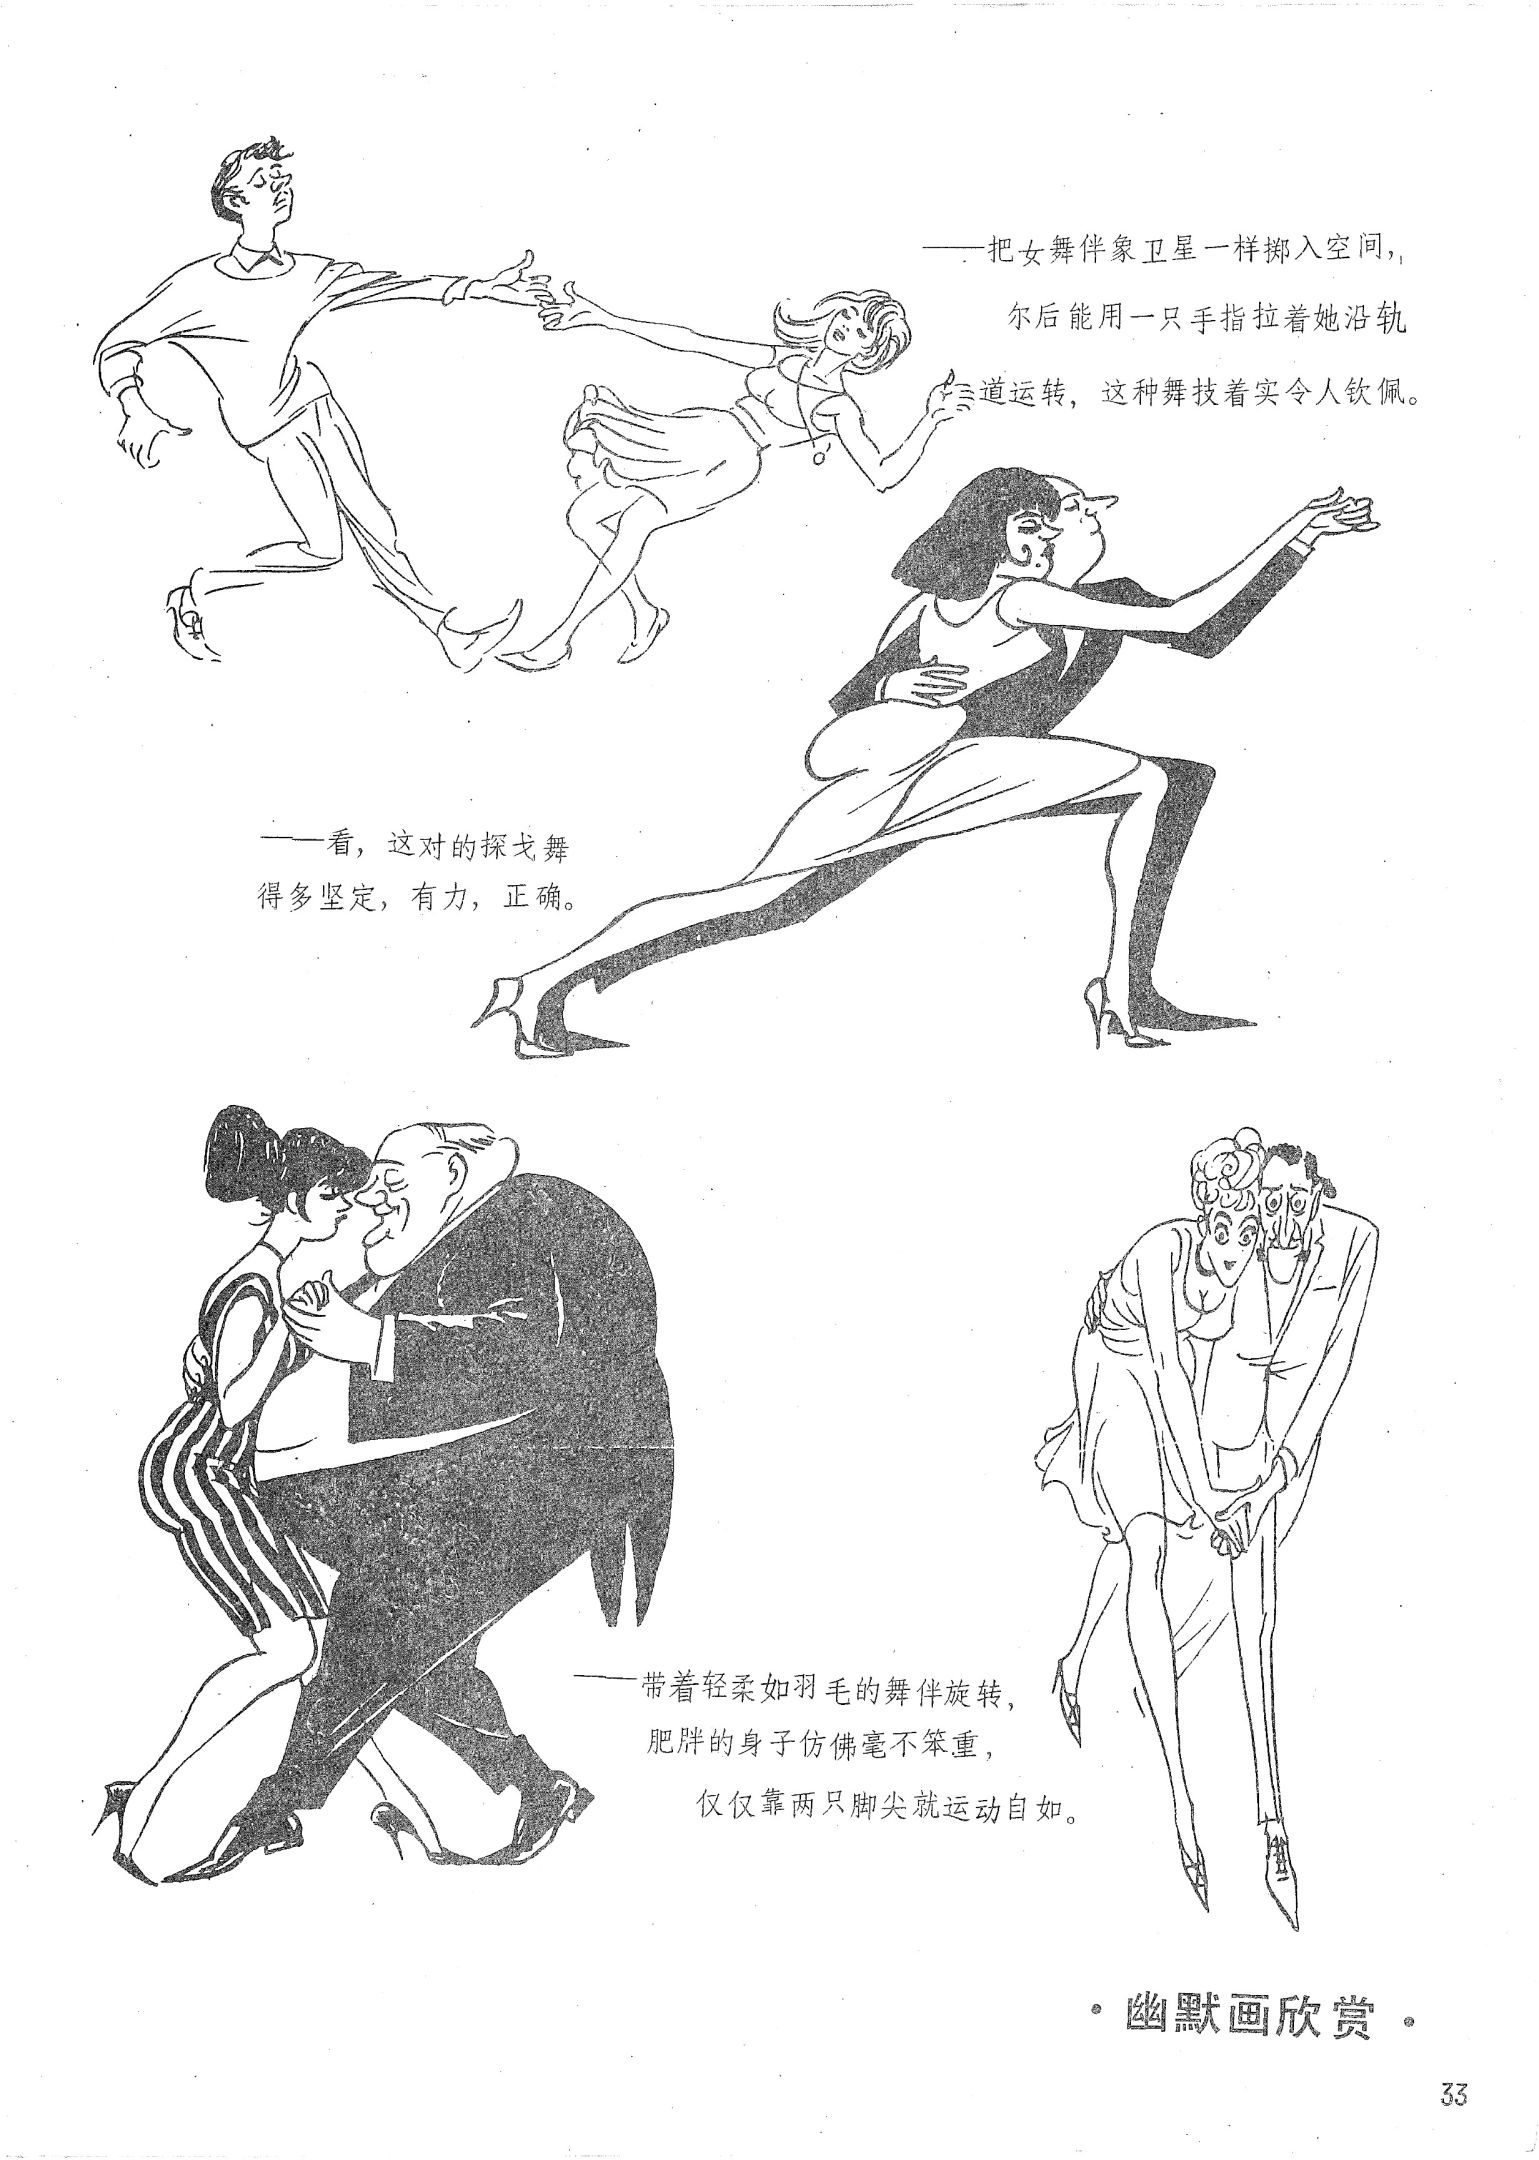 ——把女舞伴象卫星一样掷入空间，
尔后能用一只手指拉着她沿轨
道运转，这种舞技着实令人钦佩。
——看，这对的探戈舞
得多坚定，有力，正确。
——带着轻柔如羽毛的舞伴旋转，
肥胖的身子仿佛毫不笨重，
仅仅靠两只脚尖就运动自如。
·幽默画欣赏·
33